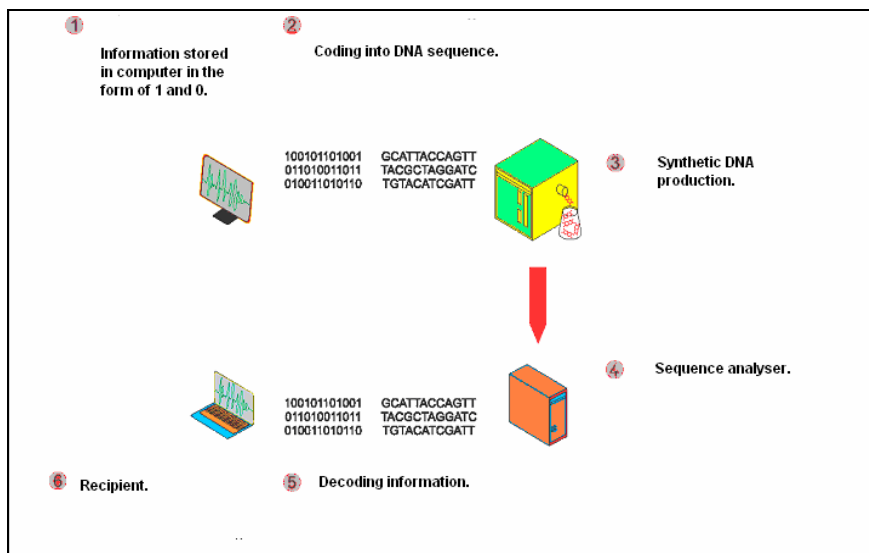 1
Information stored
in computer in the
form of 1 and 0.
2
Coding into DNA sequence.
100101101001 GCATTACCAGTT
011010011011 TACGCTAGGATC
010011010110 TGTACATCGATT
3
Synthetic DNA
production.
4
Sequence analyser.
100101101001 GCATTACCAGTT
011010011011 TACGCTAGGATC
010011010110 TGTACATCGATT
6
Recipient.
5
Decoding information.